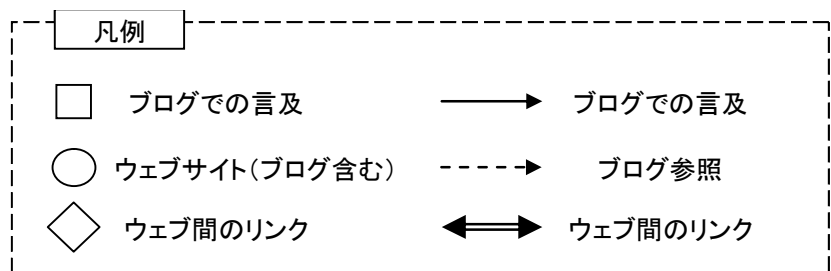 凡例
ブログでの言及 ブログでの言及
ウェブサイト(ブログ含む) ブログ参照
ウェブ間のリンク ウェブ間のリンク